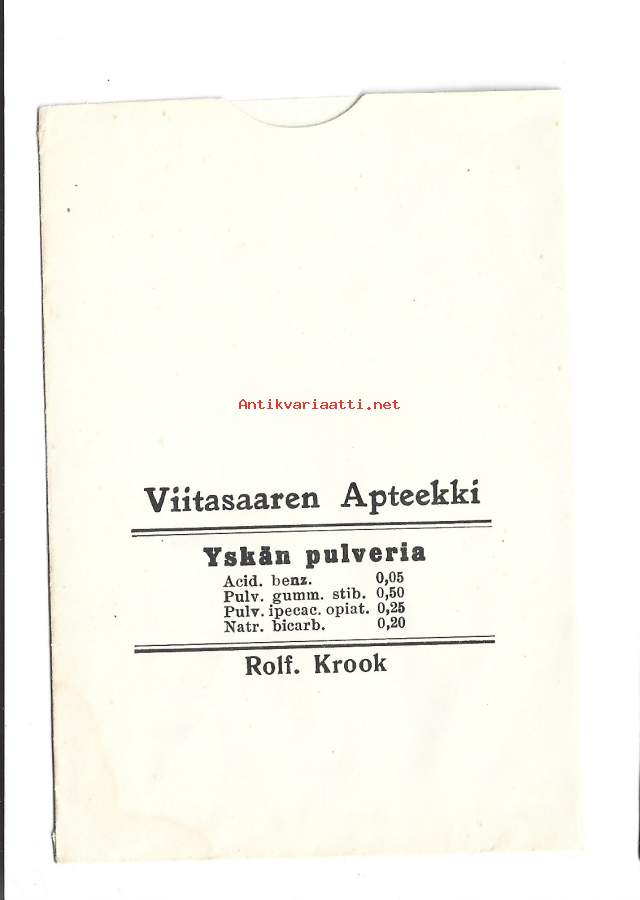 Antikvariaatti.net
Viitasaaren Apteekki
Yskän pulveria
Acid. benz. 0,05
Pulv. gumm. stib. 0,50
Pulv. ipecac. opiat. 0,25
Natr. bicarb. 0,20
Rolf. Krook